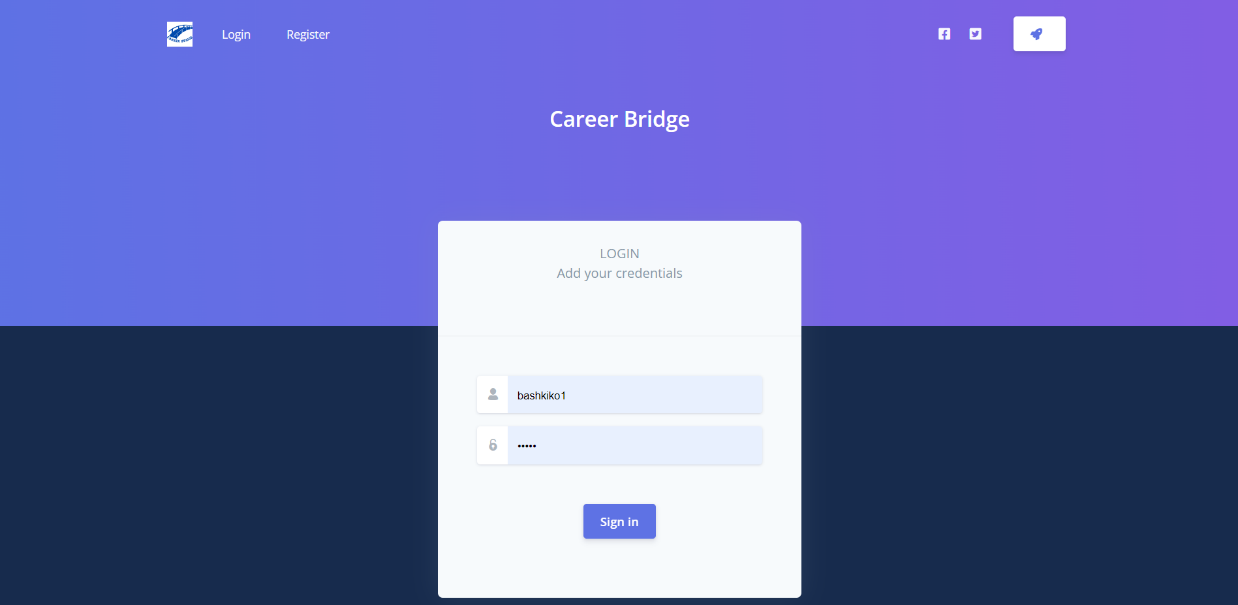 Login Register
Career Bridge
LOGIN
Add your credentials
bashkiko1
•••••
Sign in